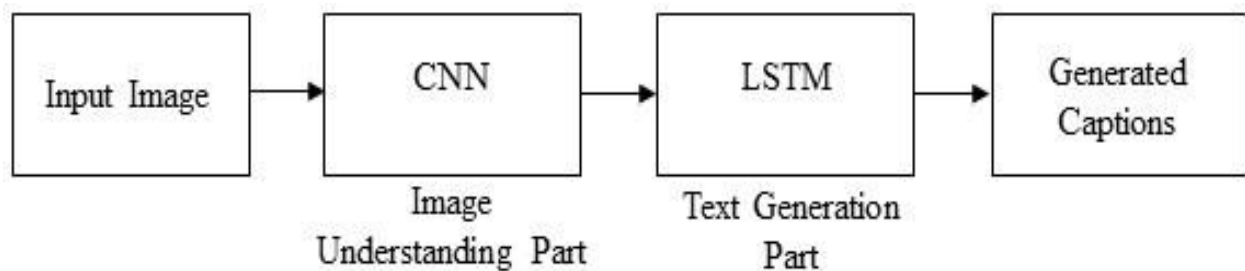 Input Image
CNN
LSTM
Generated
Captions
Image
Understanding Part
Text Generation
Part